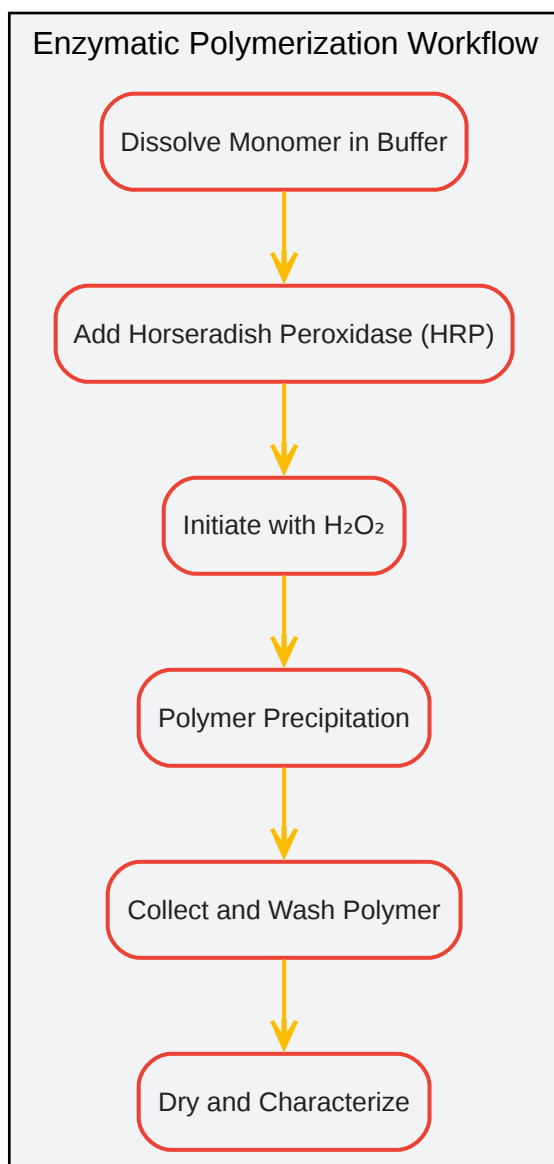 Enzymatic Polymerization Workflow
Dissolve Monomer in Buffer
Add Horseradish Peroxidase (HRP)
Initiate with H₂O₂
Polymer Precipitation
Collect and Wash Polymer
Dry and Characterize